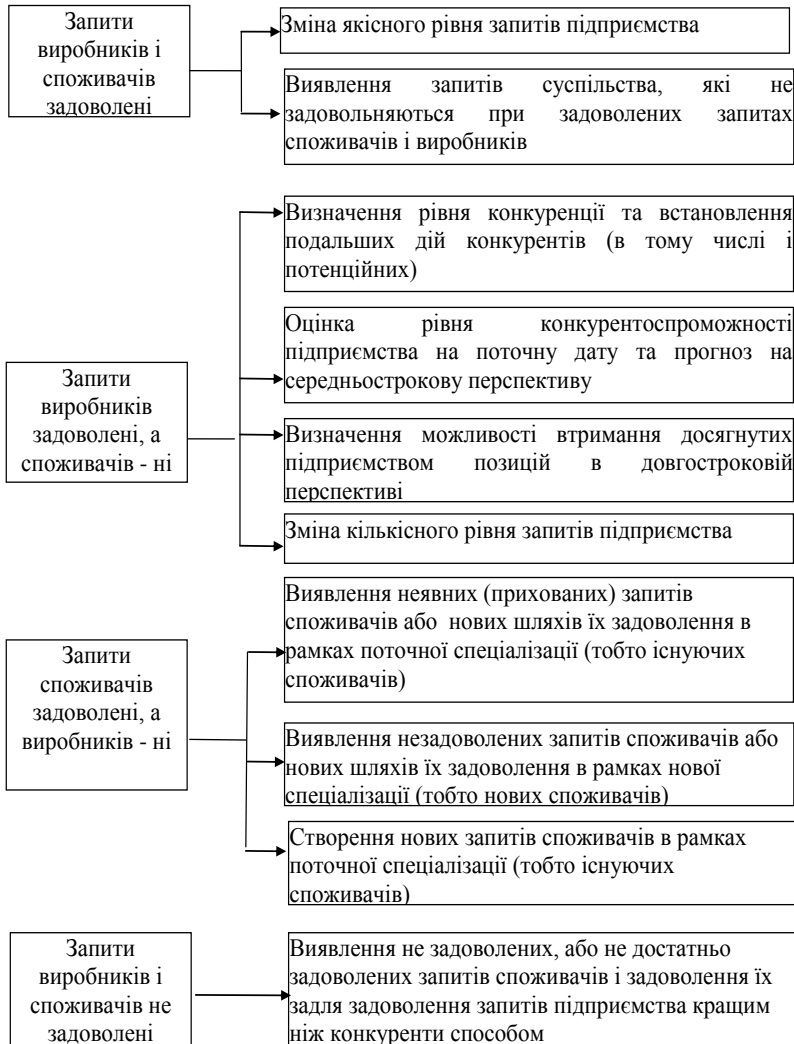 Запити
виробників і
споживачів
задоволені
Зміна якісного рівня запитів підприємства
Виявлення запитів суспільства, які не
задовольняються при задоволених запитах
споживачів і виробників
Запити
виробників
задоволені, а
споживачів - ні
Визначення рівня конкуренції та встановлення
подальших дій конкурентів (в тому числі і
потенційних)
Оцінка рівня конкурентоспроможності
підприємства на поточну дату та прогноз на
середньострокову перспективу
Визначення можливості втримання досягнутих
підприємством позицій в довгостроковій
перспективі
Зміна кількісного рівня запитів підприємства
Запити
споживачів
задоволені, а
виробників - ні
Виявлення неявних (прихованих) запитів
споживачів або нових шляхів їх задоволення в
рамках поточної спеціалізації (тобто існуючих
споживачів)
Виявлення незадоволених запитів споживачів або
нових шляхів їх задоволення в рамках нової
спеціалізації (тобто нових споживачів)
Створення нових запитів споживачів в рамках
поточної спеціалізації (тобто існуючих
споживачів)
Запити
виробників і
споживачів не
задоволені
Виявлення не задоволених, або не достатньо
задоволених запитів споживачів і задоволення їх
задля задоволення запитів підприємства кращим
ніж конкуренти способом